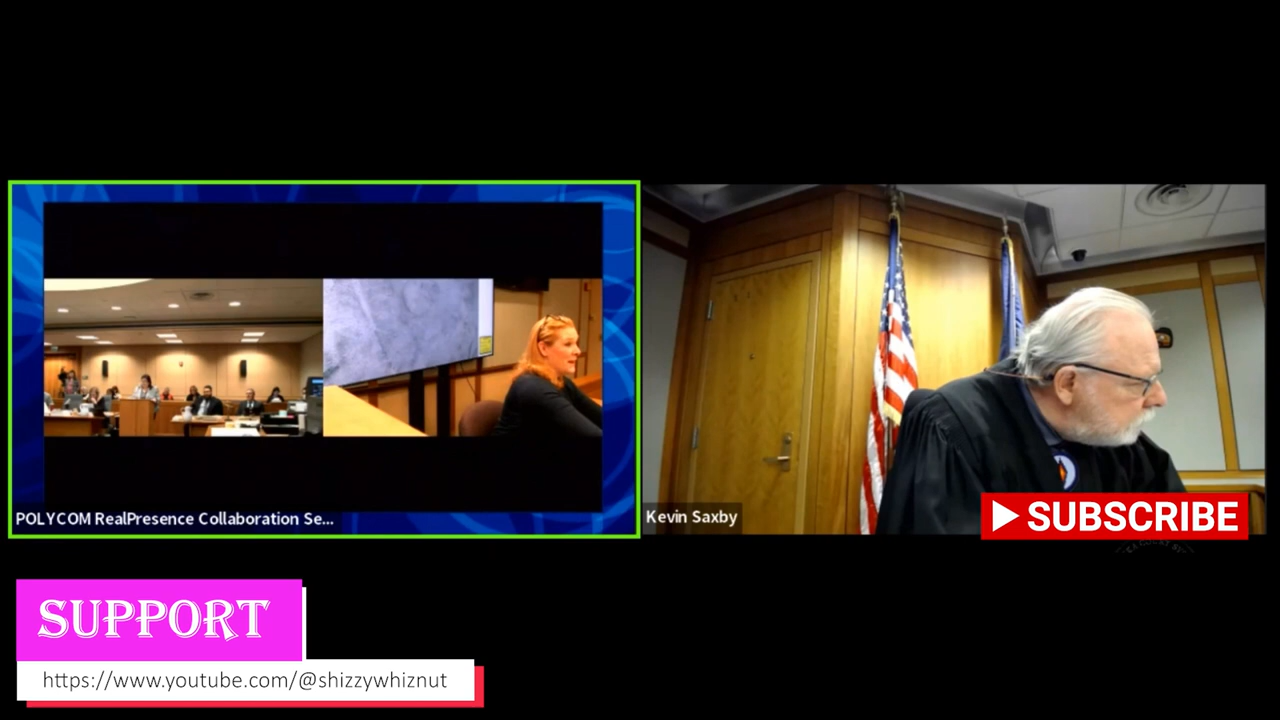 POLYCOM RealPresence Collaboration Se...
Kevin Saxby
SUBSCRIBE
SUPPORT
https://www.youtube.com/@shizzywhiznut